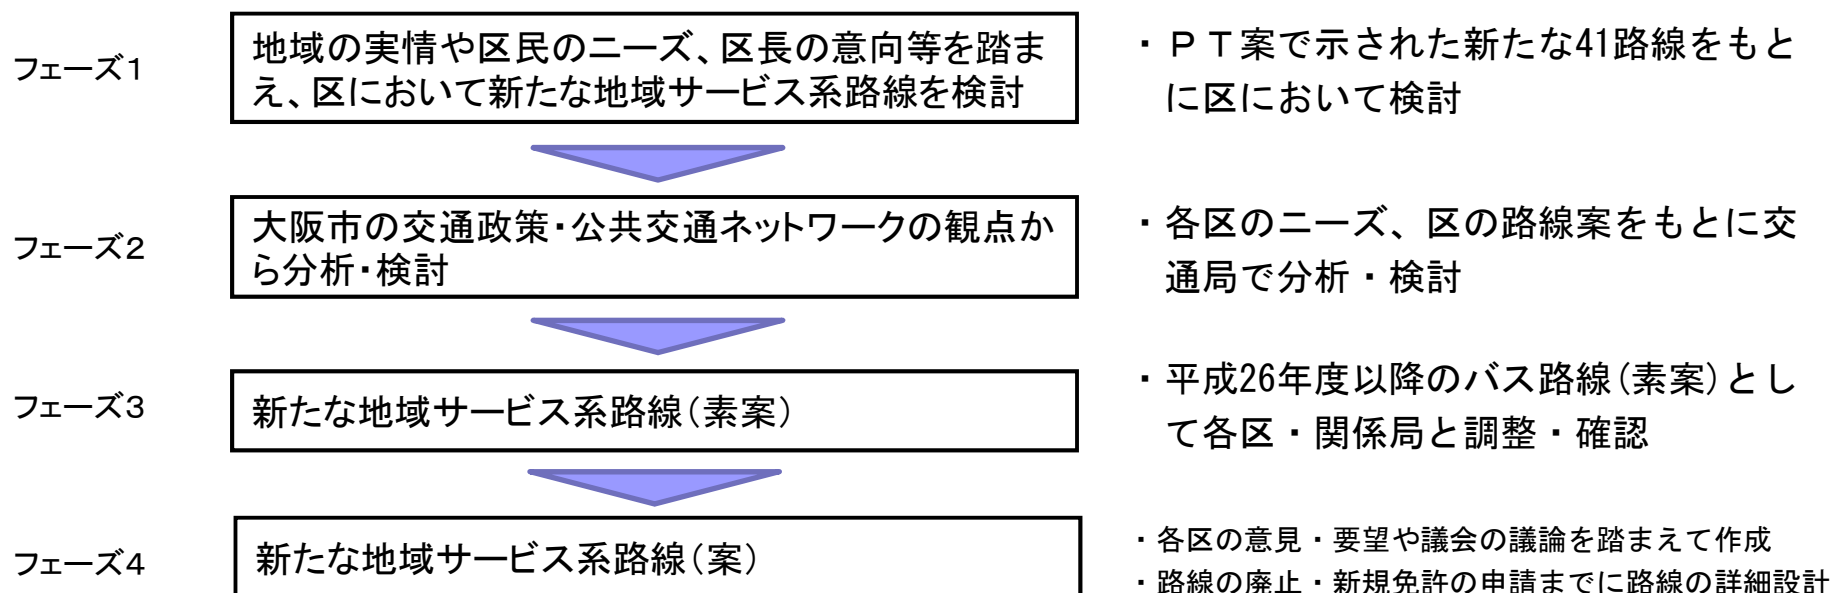 フェーズ1
地域の実情や区民のニーズ、区長の意向等を踏ま
え、区において新たな地域サービス系路線を検討
・ＰＴ案で示された新たな41路線をもと
に区において検討
フェーズ2
大阪市の交通政策・公共交通ネットワークの観点か
ら分析・検討
・各区のニーズ、区の路線案をもとに交
通局で分析・検討
フェーズ3
新たな地域サービス系路線（素案）
・平成26年度以降のバス路線（素案）とし
て各区・関係局と調整・確認
フェーズ4
新たな地域サービス系路線（案）
・各区の意見・要望や議会の議論を踏まえて作成
・路線の廃止・新規免許の申請までに路線の詳細設計